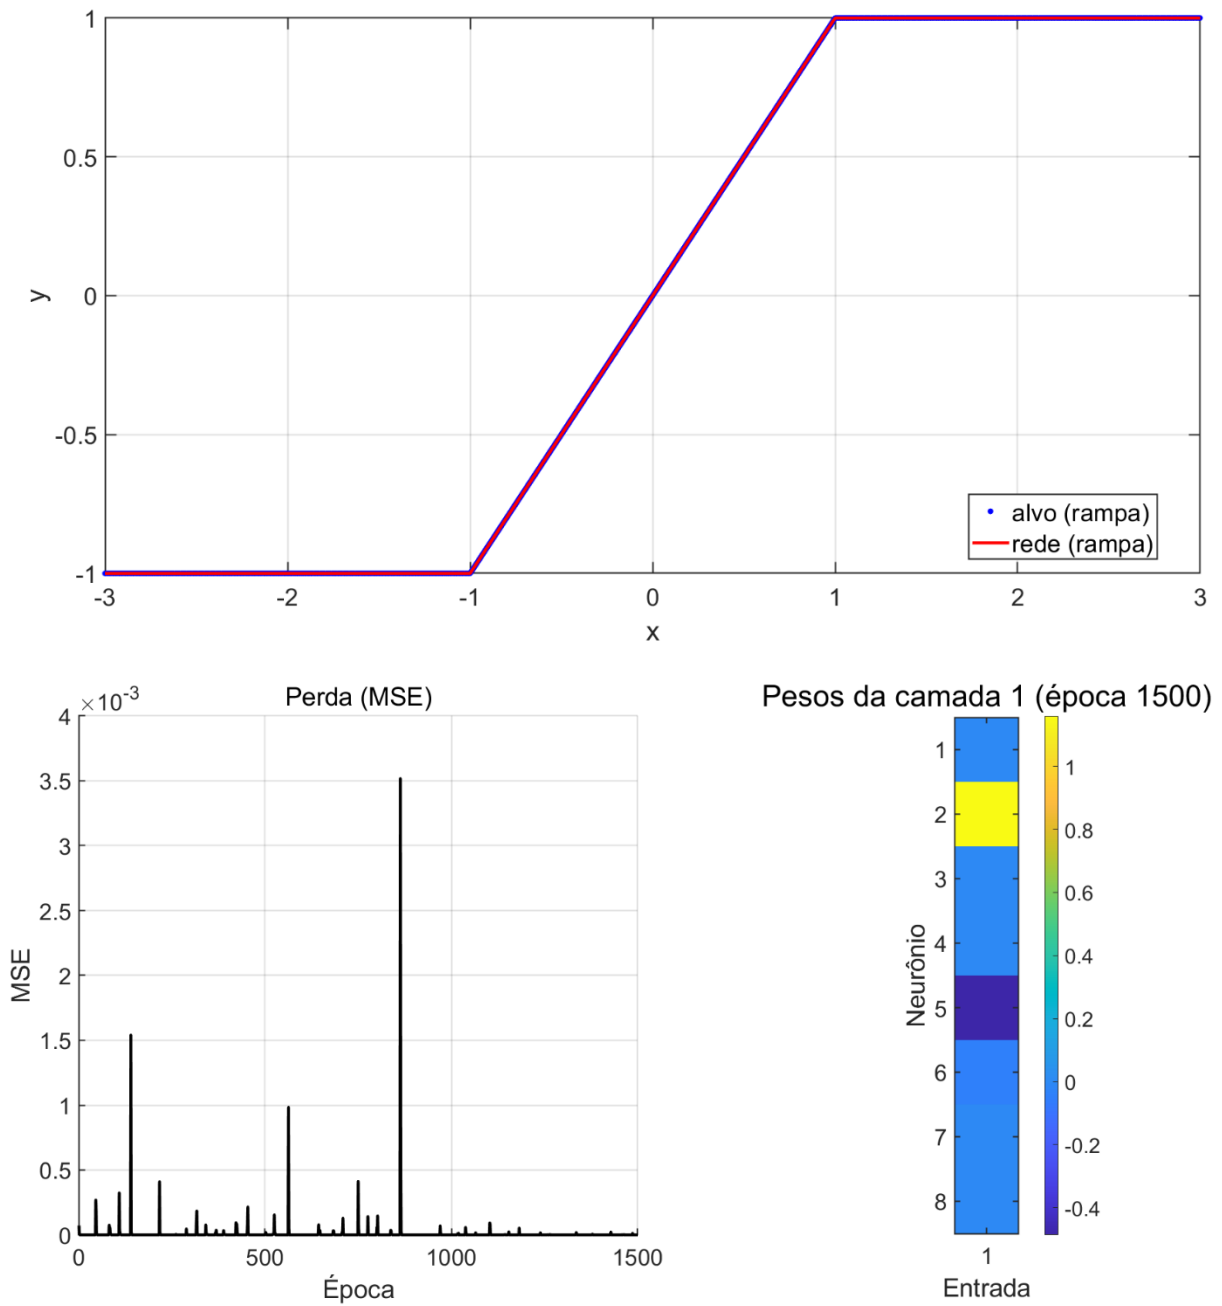 1
0.5
0
-0.5
-1
-3 -2 -1 0 1 2 3
y
x
alvo (rampa)
rede (rampa)
Perda (MSE)
×10-3
4
3.5
3
2.5
2
1.5
1
0.5
0
0 500 1000 1500
MSE
Época
Pesos da camada 1 (época 1500)
1
2
3
4
5
6
7
8
Neurônio
1
Entrada
1
0.8
0.6
0.4
0.2
0
-0.2
-0.4